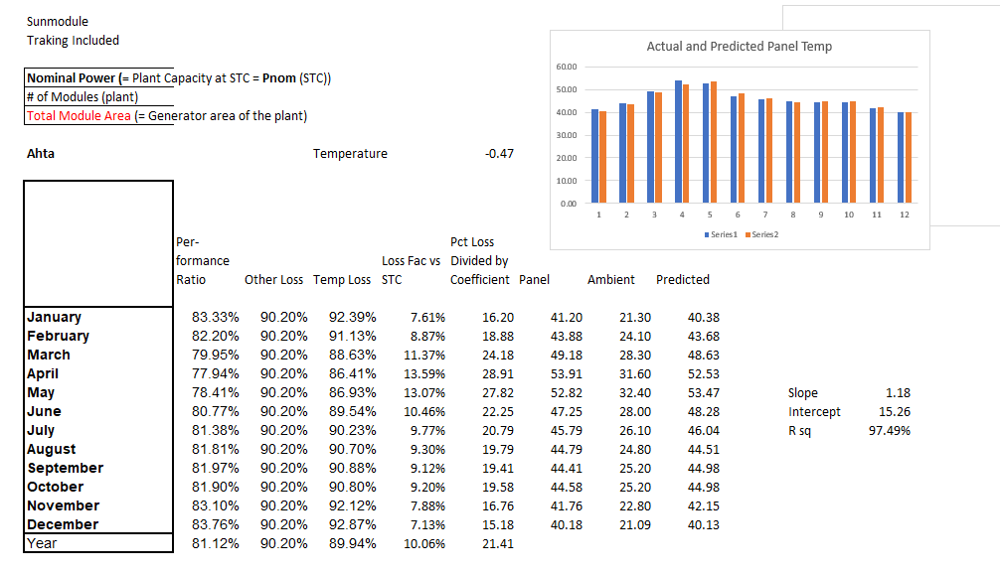 Sunmodule
Traking Included
Nominal Power (= Plant Capacity at STC = Pnom (STC))
# of Modules (plant)
Total Module Area (= Generator area of the plant)
Ahta Temperature -0.47
Actual and Predicted Panel Temp
60.00
50.00
40.00
30.00
20.00
10.00
0.00
1 2 3 4 5 6 7 8 9 10 11 12
Series1 Series2
Per- Pct Loss
formance Loss Fac vs Divided by
Ratio Other Loss Temp Loss STC Coefficient Panel Ambient Predicted
January 83.33% 90.20% 92.39% 7.61% 16.20 41.20 21.30 40.38
February 82.20% 90.20% 91.13% 8.87% 18.88 43.88 24.10 43.68
March 79.95% 90.20% 88.63% 11.37% 24.18 49.18 28.30 48.63
April 77.94% 90.20% 86.41% 13.59% 28.91 53.91 31.60 52.53
May 78.41% 90.20% 86.93% 13.07% 27.82 52.82 32.40 53.47 Slope 1.18
June 80.77% 90.20% 89.54% 10.46% 22.25 47.25 28.00 48.28 Intercept 15.26
July 81.38% 90.20% 90.23% 9.77% 20.79 45.79 26.10 46.04 R sq 97.49%
August 81.81% 90.20% 90.70% 9.30% 19.79 44.79 24.80 44.51
September 81.97% 90.20% 90.88% 9.12% 19.41 44.41 25.20 44.98
October 81.90% 90.20% 90.80% 9.20% 19.58 44.58 25.20 44.98
November 83.10% 90.20% 92.12% 7.88% 16.76 41.76 22.80 42.15
December 83.76% 90.20% 92.87% 7.13% 15.18 40.18 21.09 40.13
Year 81.12% 90.20% 89.94% 10.06% 21.41